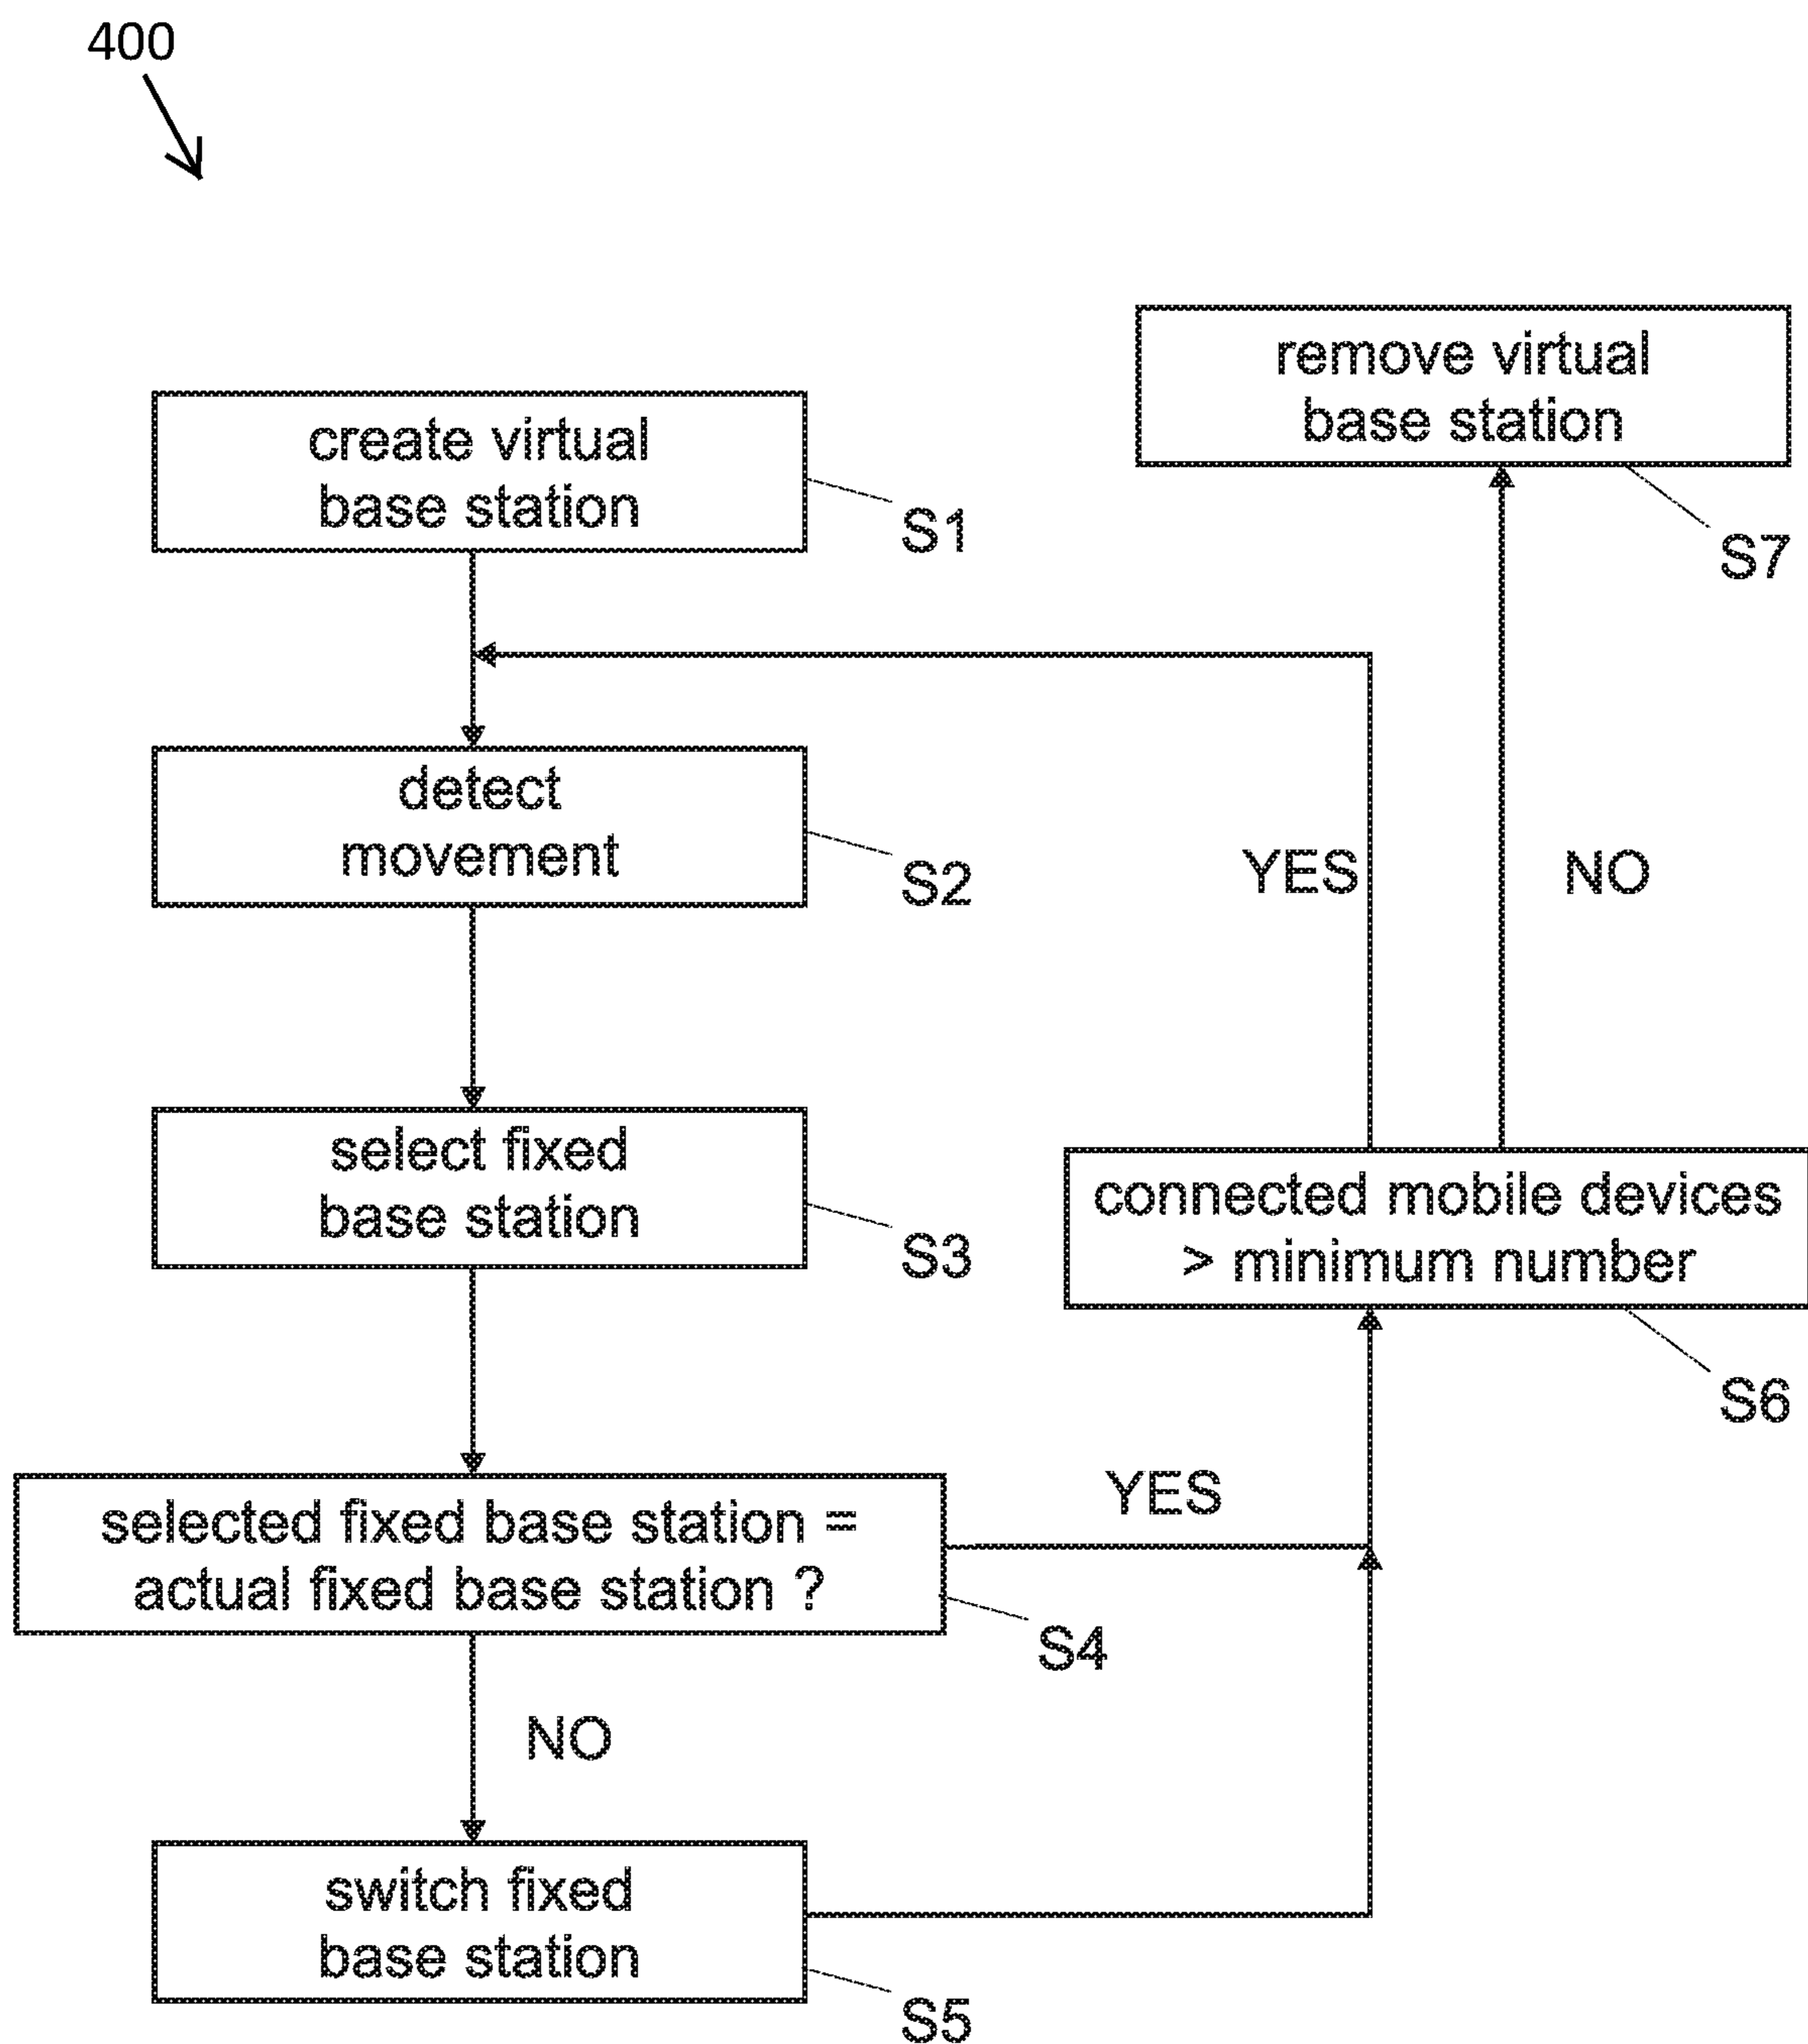 400
create virtual
base station
S1
detect
movement
S2
select fixed
base station
S3
selected fixed base station =
actual fixed base station ?
S4
YES
NO
switch fixed
base station
S5
connected mobile devices
> minimum number
S6
YES
NO
remove virtual
base station
S7